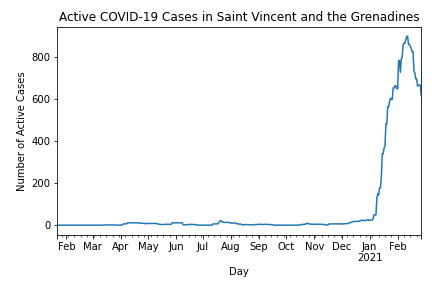 Active COVID-19 Cases in Saint Vincent and the Grenadines
Number of Active Cases
800
600
400
200
0
Feb Mar Apr May Jun Jul Aug Sep Oct Nov Dec Jan Feb
2021
Day